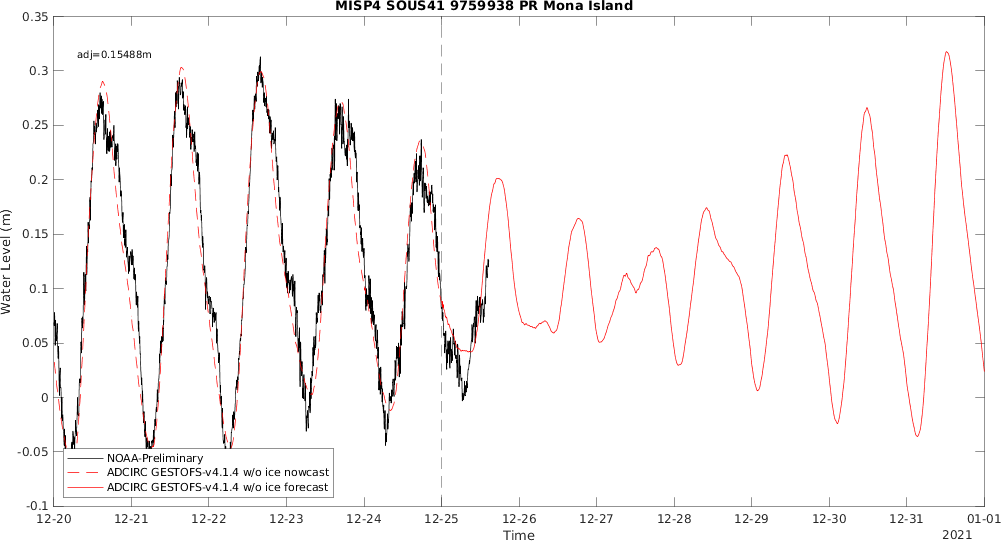 MISP4 SOUS41 9759938 PR Mona Island
adj=0.15488m
0.35
0.3
0.25
0.2
0.15
0.1
0.05
0
-0.05
-0.1
Water Level (m)
NOAA-Preliminary
ADCIRC GESTOFS-v4.1.4 w/o ice nowcast
ADCIRC GESTOFS-v4.1.4 w/o ice forecast
12-20 12-21 12-22 12-23 12-24 12-25 12-26 12-27 12-28 12-29 12-30 12-31 01-01
Time
2021